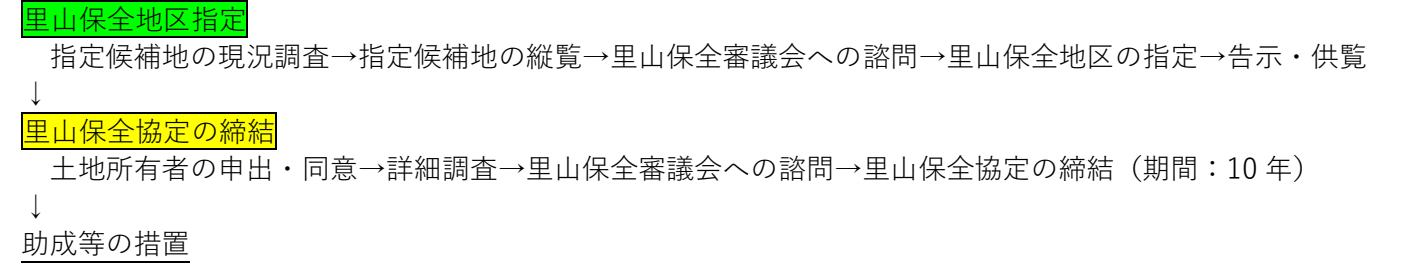 里山保全地区指定
指定候補地の現況調査→指定候補地の縦覧→里山保全審議会への諮問→里山保全地区の指定→告示・供覧
↓
里山保全協定の締結
土地所有者の申出・同意→詳細調査→里山保全審議会への諮問→里山保全協定の締結（期間：10 年）
↓
助成等の措置